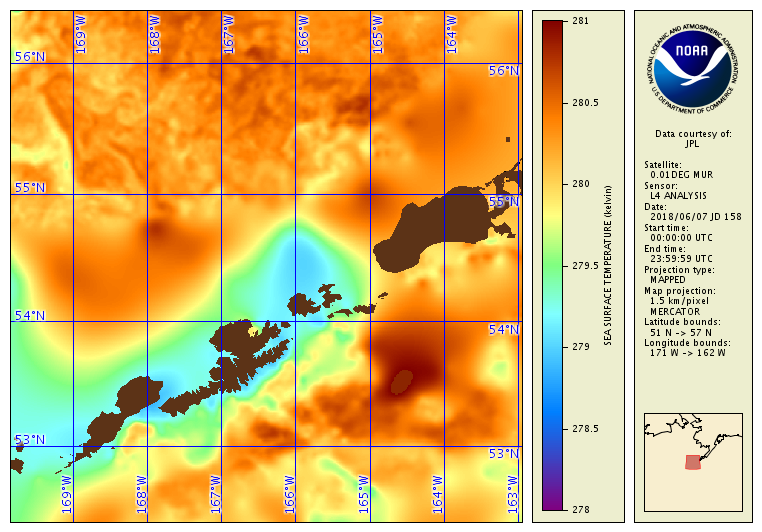 169°W 168°W 167°W 166°W 165°W 164°W
56°N 56°N
55°N 55°N
54°N 54°N
53°N 53°N
169°W 168°W 167°W 166°W 165°W 164°W 163°W
281
280.5
280
279.5
279
278.5
278
SEA SURFACE TEMPERATURE (kelvin)
NATIONAL OCEANIC AND ATMOSPHERIC ADMINISTRATION
NOAA
U.S. DEPARTMENT OF COMMERCE
Data courtesy of:
JPL
Satellite:
0.01DEG MUR
Sensor:
L4 ANALYSIS
Date:
2018/06/07 JD 158
Start time:
00:00:00 UTC
End time:
23:59:59 UTC
Projection type:
MAPPED
Map projection:
1.5 km/pixel
MERCATOR
Latitude bounds:
51 N -> 57 N
Longitude bounds:
171 W -> 162 W